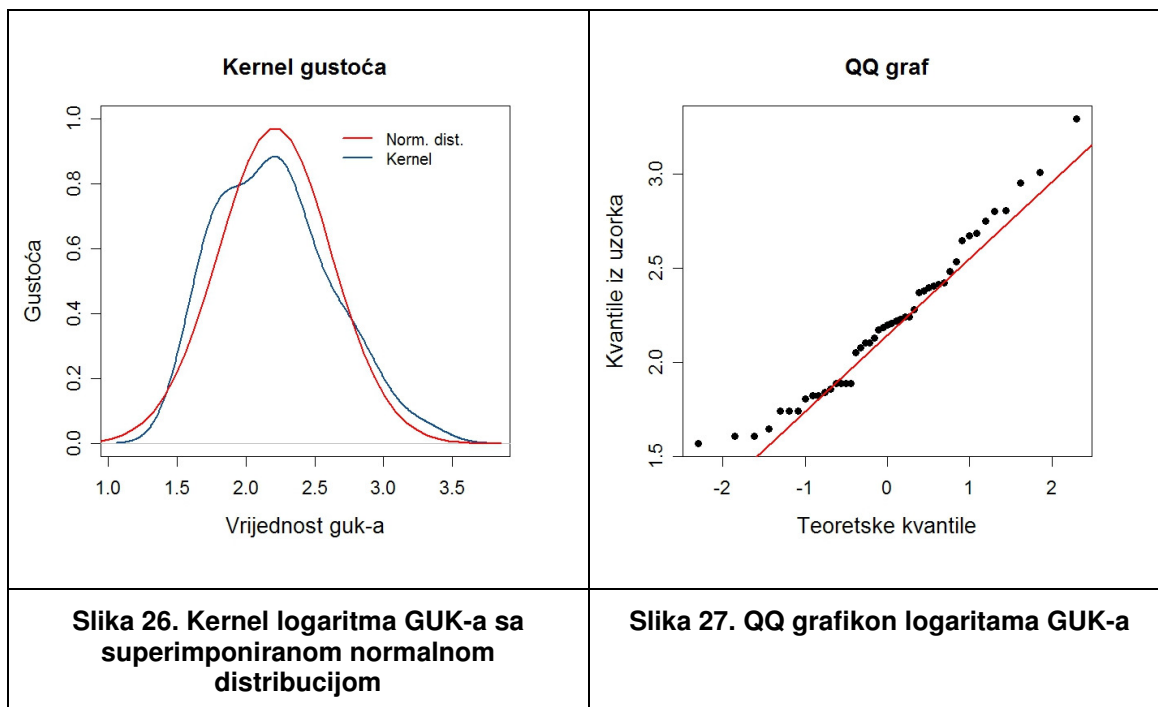 Kernel gustoća
Norm. dist.
Kernel
Gustoća
0.0 0.2 0.4 0.6 0.8 1.0
1.0 1.5 2.0 2.5 3.0 3.5
Vrijednost guk-a
QQ graf
Kvantile iz uzorka
1.5 2.0 2.5 3.0
-2 -1 0 1 2
Teoretske kvantile
Slika 26. Kernel logaritma GUK-a sa
superimponiranom normalnom
distribucijom
Slika 27. QQ grafikon logaritama GUK-a